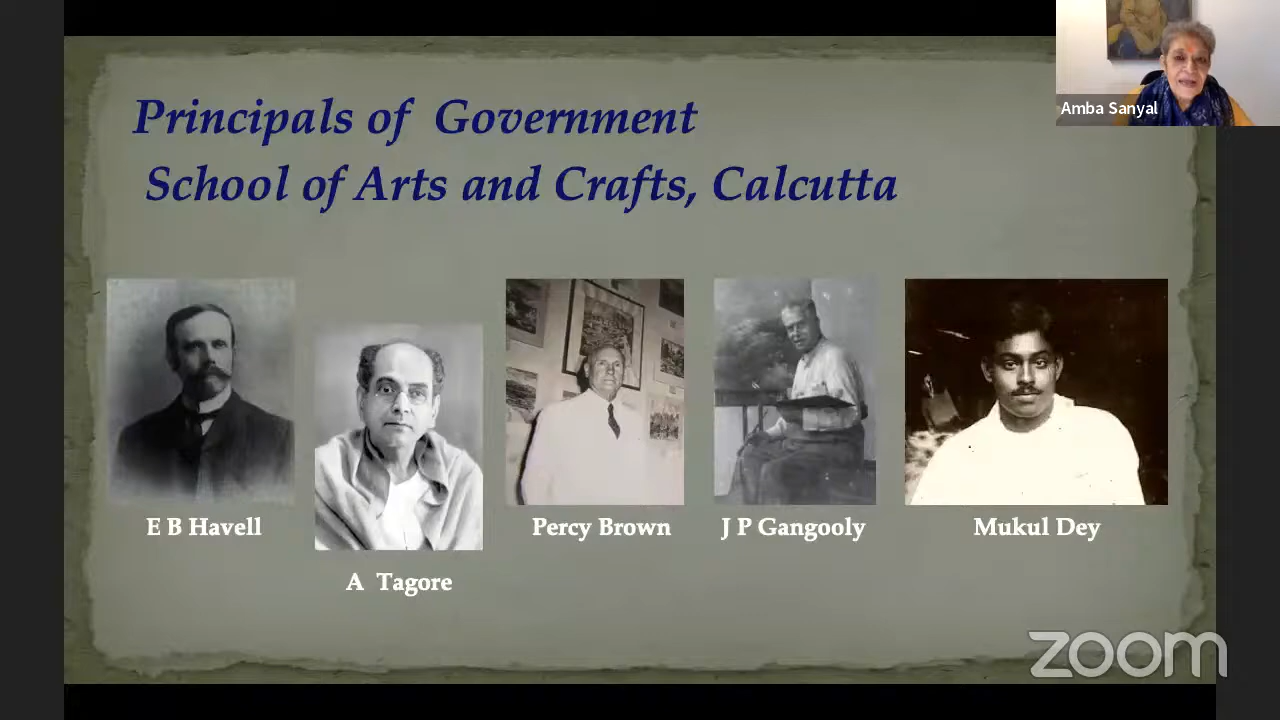 Principals of Government
School of Arts and Crafts, Calcutta
Amba Sanyal
E B Havell
A Tagore
Percy Brown
J P Gangooly
Mukul Dey
zoom